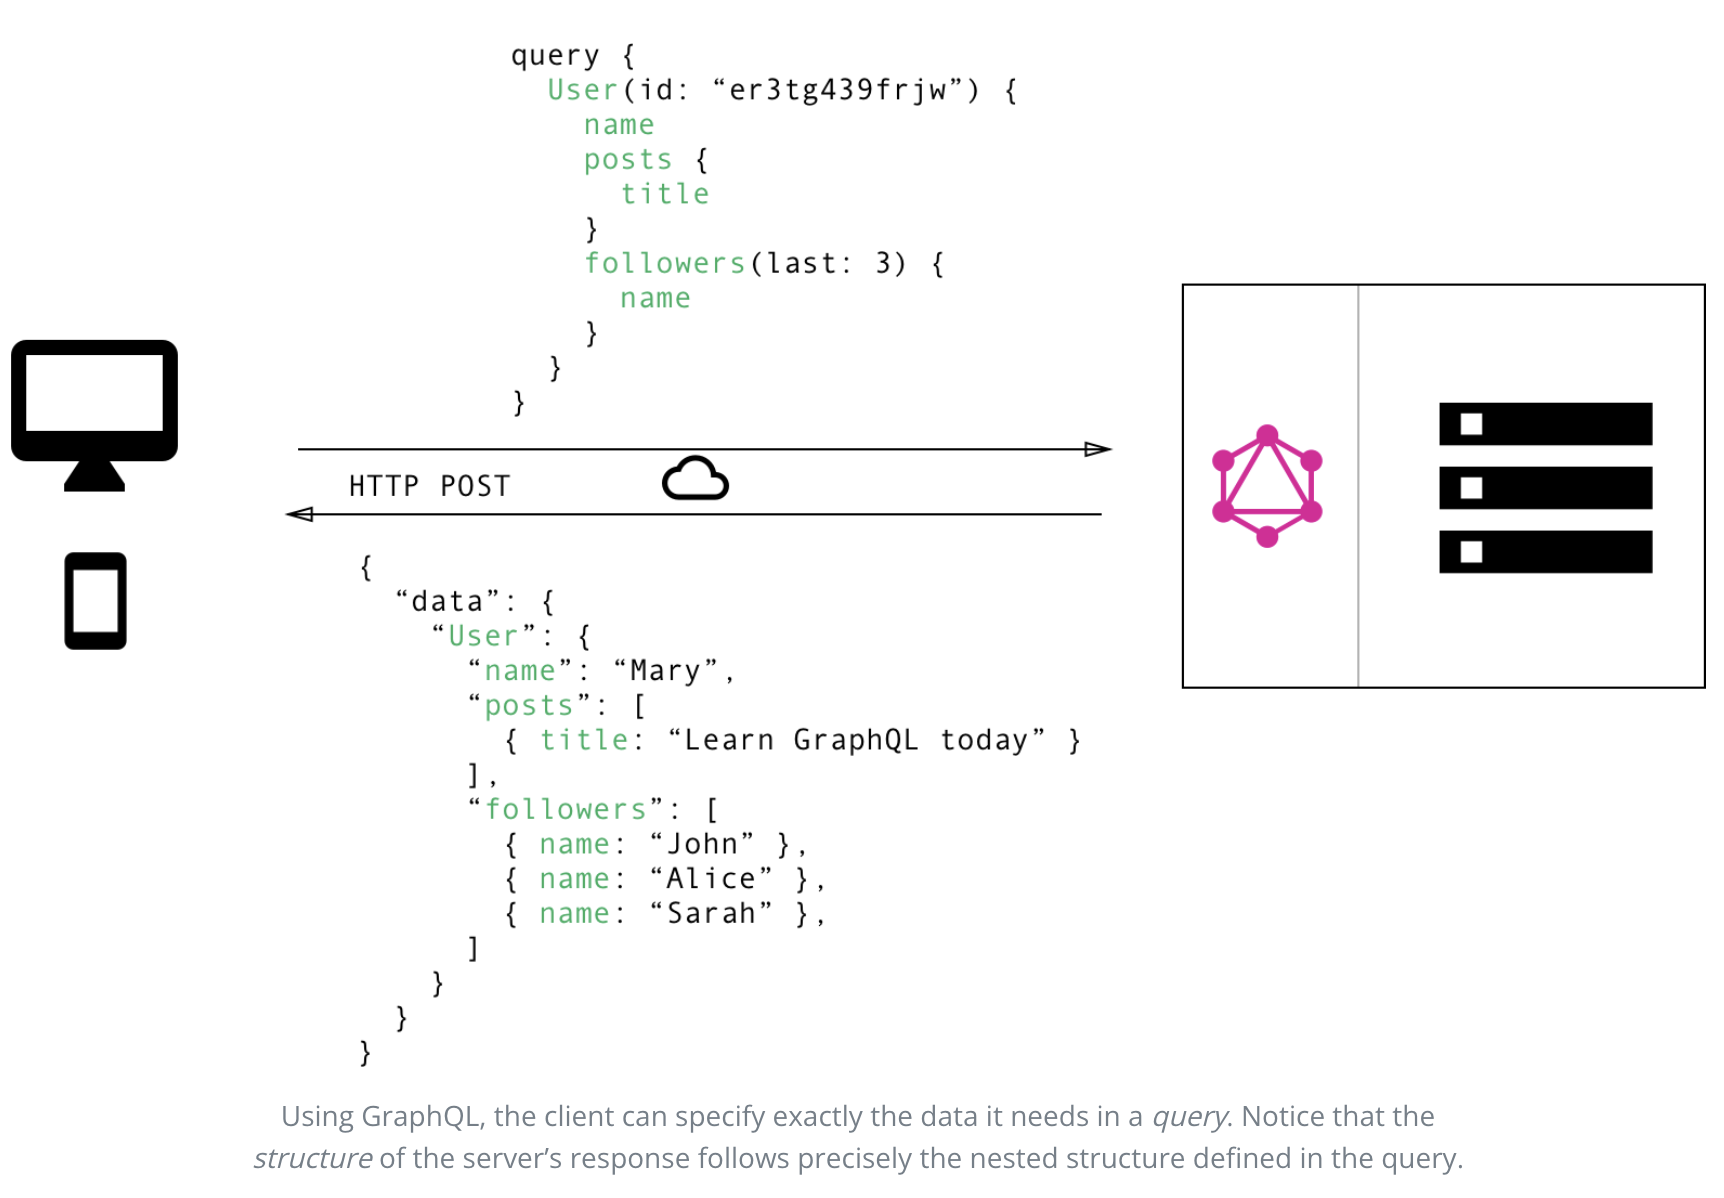 query {
  User(id: “er3tg439frjw”) {
    name
    posts {
      title
    }
    followers(last: 3) {
      name
    }
  }
}
HTTP POST
{
  “data”: {
    “User”: {
      “name”: “Mary”,
      “posts”: [
        { title: “Learn GraphQL today” }
      ],
      “followers”: [
        { name: “John” },
        { name: “Alice” },
        { name: “Sarah” },
      ]
    }
  }
}
Using GraphQL, the client can specify exactly the data it needs in a query. Notice that the
structure of the server’s response follows precisely the nested structure defined in the query.